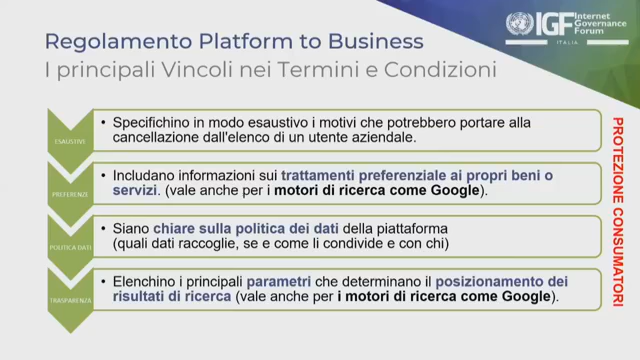 Regolamento Platform to Business
I principali Vincoli nei Termini e Condizioni
IGF Internet
Governance
Forum
ITALIA
ESAUSTIVE
• Specifichino in modo esaustivo i motivi che potrebbero portare alla
cancellazione dall'elenco di un utente aziendale.
PREFERENZE
• Includano informazioni sui trattamenti preferenziale ai propri beni o
servizi. (vale anche per i motori di ricerca come Google).
POLITICA DATI
• Siano chiare sulla politica dei dati della piattaforma
(quali dati raccoglie, se e come li condivide e con chi)
TRASPARENZA
• Elenchino i principali parametri che determinano il posizionamento dei
risultati di ricerca (vale anche per i motori di ricerca come Google).
PROTEZIONE CONSUMATORI